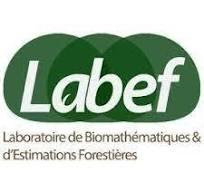 Labef
Laboratoire de Biomathématiques &
d'Estimations Forestières